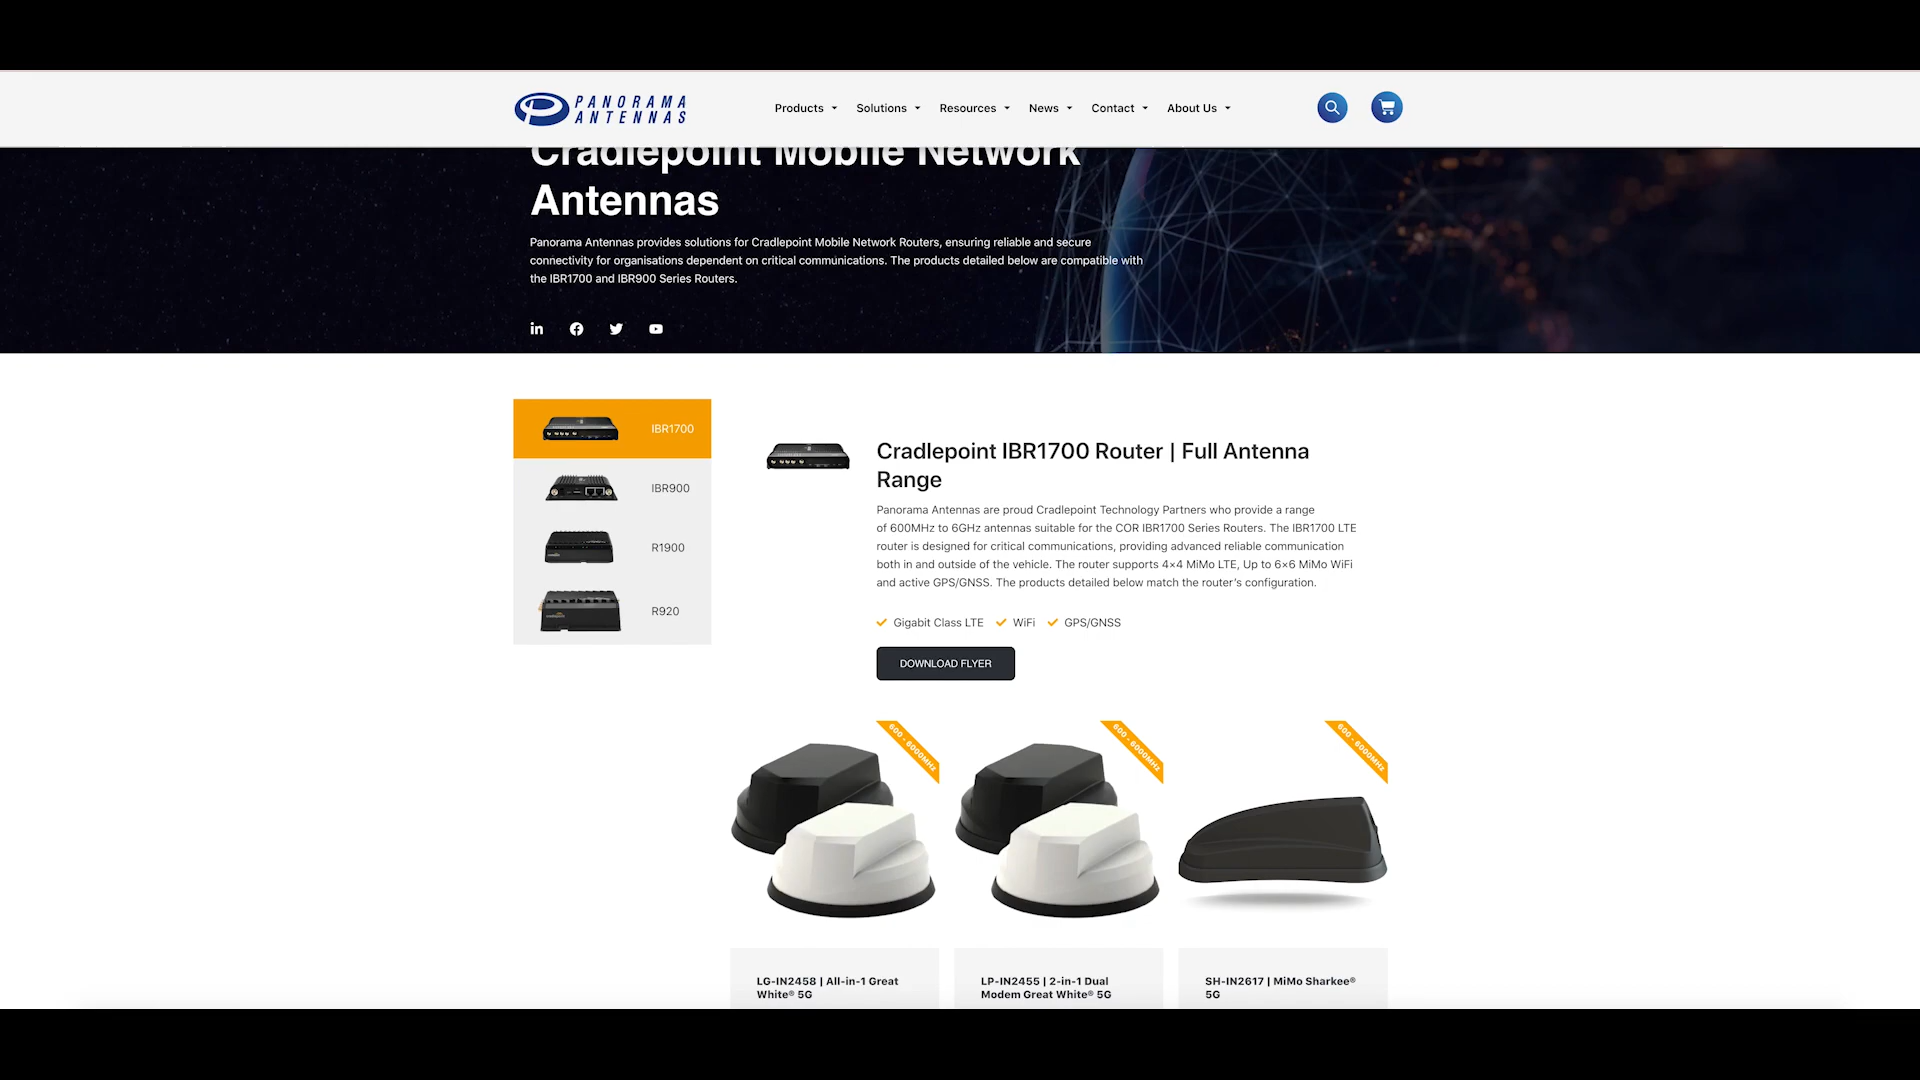 PANORAMA
ANTENNAS
Products
Solutions
Resources
News
Contact
About Us
Cradlepoint Mobile Network
Antennas
Panorama Antennas provides solutions for Cradlepoint Mobile Network Routers, ensuring reliable and secure
connectivity for organisations dependent on critical communications. The products detailed below are compatible with
the IBR1700 and IBR900 Series Routers.
IBR1700
IBR900
R1900
R920
Cradlepoint IBR1700 Router | Full Antenna
Range
Panorama Antennas are proud Cradlepoint Technology Partners who provide a range
of 600MHz to 6GHz antennas suitable for the COR IBR1700 Series Routers. The IBR1700 LTE
router is designed for critical communications, providing advanced reliable communication
both in and outside of the vehicle. The router supports 4×4 MiMo LTE, Up to 6×6 MiMo WiFi
and active GPS/GNSS. The products detailed below match the router’s configuration.
Gigabit Class LTE
WiFi
GPS/GNSS
DOWNLOAD FLYER
600 - 6000MHz
600 - 6000MHz
600 - 6000MHz
LG-IN2458 | All-in-1 Great
White® 5G
LP-IN2455 | 2-in-1 Dual
Modem Great White® 5G
SH-IN2617 | MiMo Sharkee®
5G